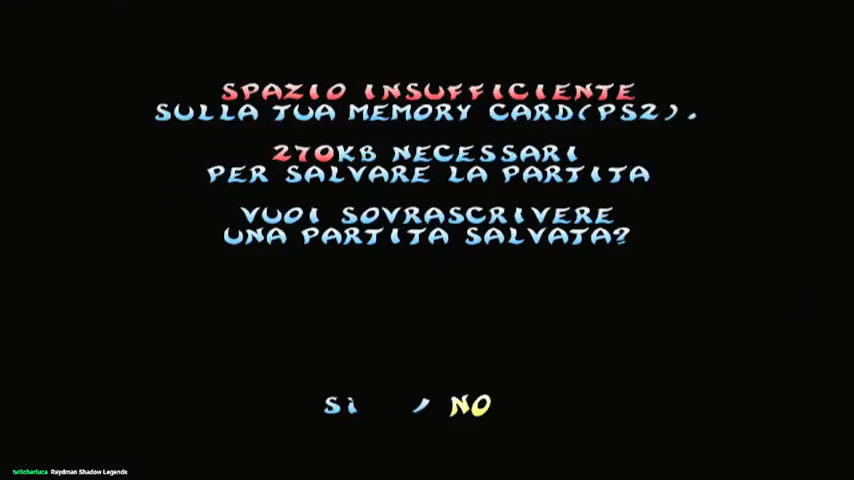 SPAZIO INSUFFICIENTE
SULLA TUA MEMORY CARD(PS2).
270KB NECESSARI
PER SALVARE LA PARTITA
VUOI SOVRASCRIVERE
UNA PARTITA SALVATA?
Sì / NO
twitcherluca Raydman Shadow Legends